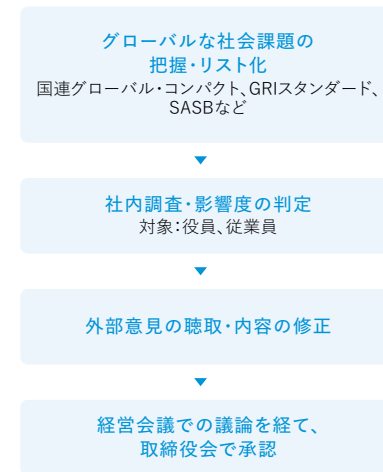 グローバルな社会課題の
把握・リスト化
国連グローバル・コンパクト、GRIスタンダード、
SASBなど
社内調査・影響度の判定
対象：役員、従業員
外部意見の聴取・内容の修正
経営会議での議論を経て、
取締役会で承認